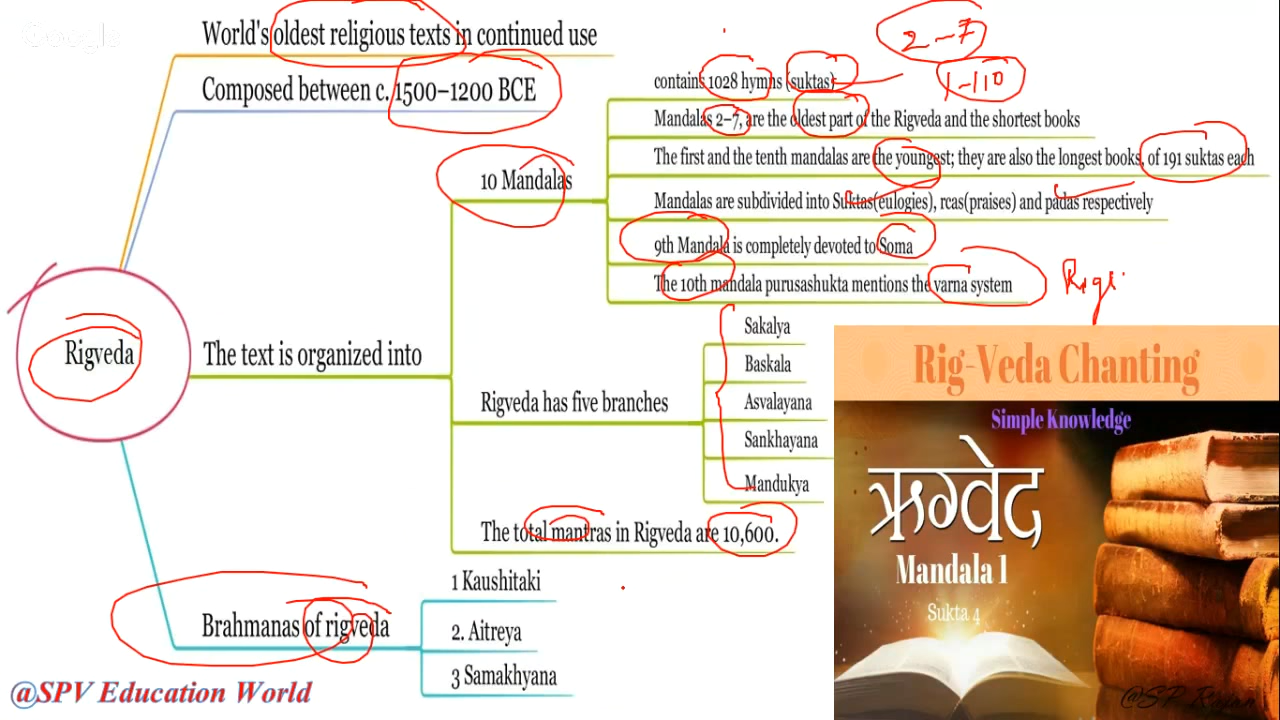 Google
World's oldest religious texts in continued use
Composed between c. 1500–1200 BCE
2-7
1-110
contains 1028 hymns (suktas)
Mandalas 2–7, are the oldest part of the Rigveda and the shortest books
The first and the tenth mandalas are the youngest; they are also the longest books, of 191 suktas each
10 Mandalas
Mandalas are subdivided into Suktas(eulogies), rcas(praises) and padas respectively
9th Mandala is completely devoted to Soma
The 10th mandala purusashukta mentions the varna system
Rigveda
The text is organized into
Rigveda has five branches
Sakalya
Baskala
Asvalayana
Sankhayana
Mandukya
The total mantras in Rigveda are 10,600.
Brahmanas of rigveda
1 Kaushitaki
2. Aitreya
3 Samakhyana
Rig-Veda Chanting
Simple Knowledge
ऋग्वेद
Mandala 1
Sukta 4
@SPV Education World